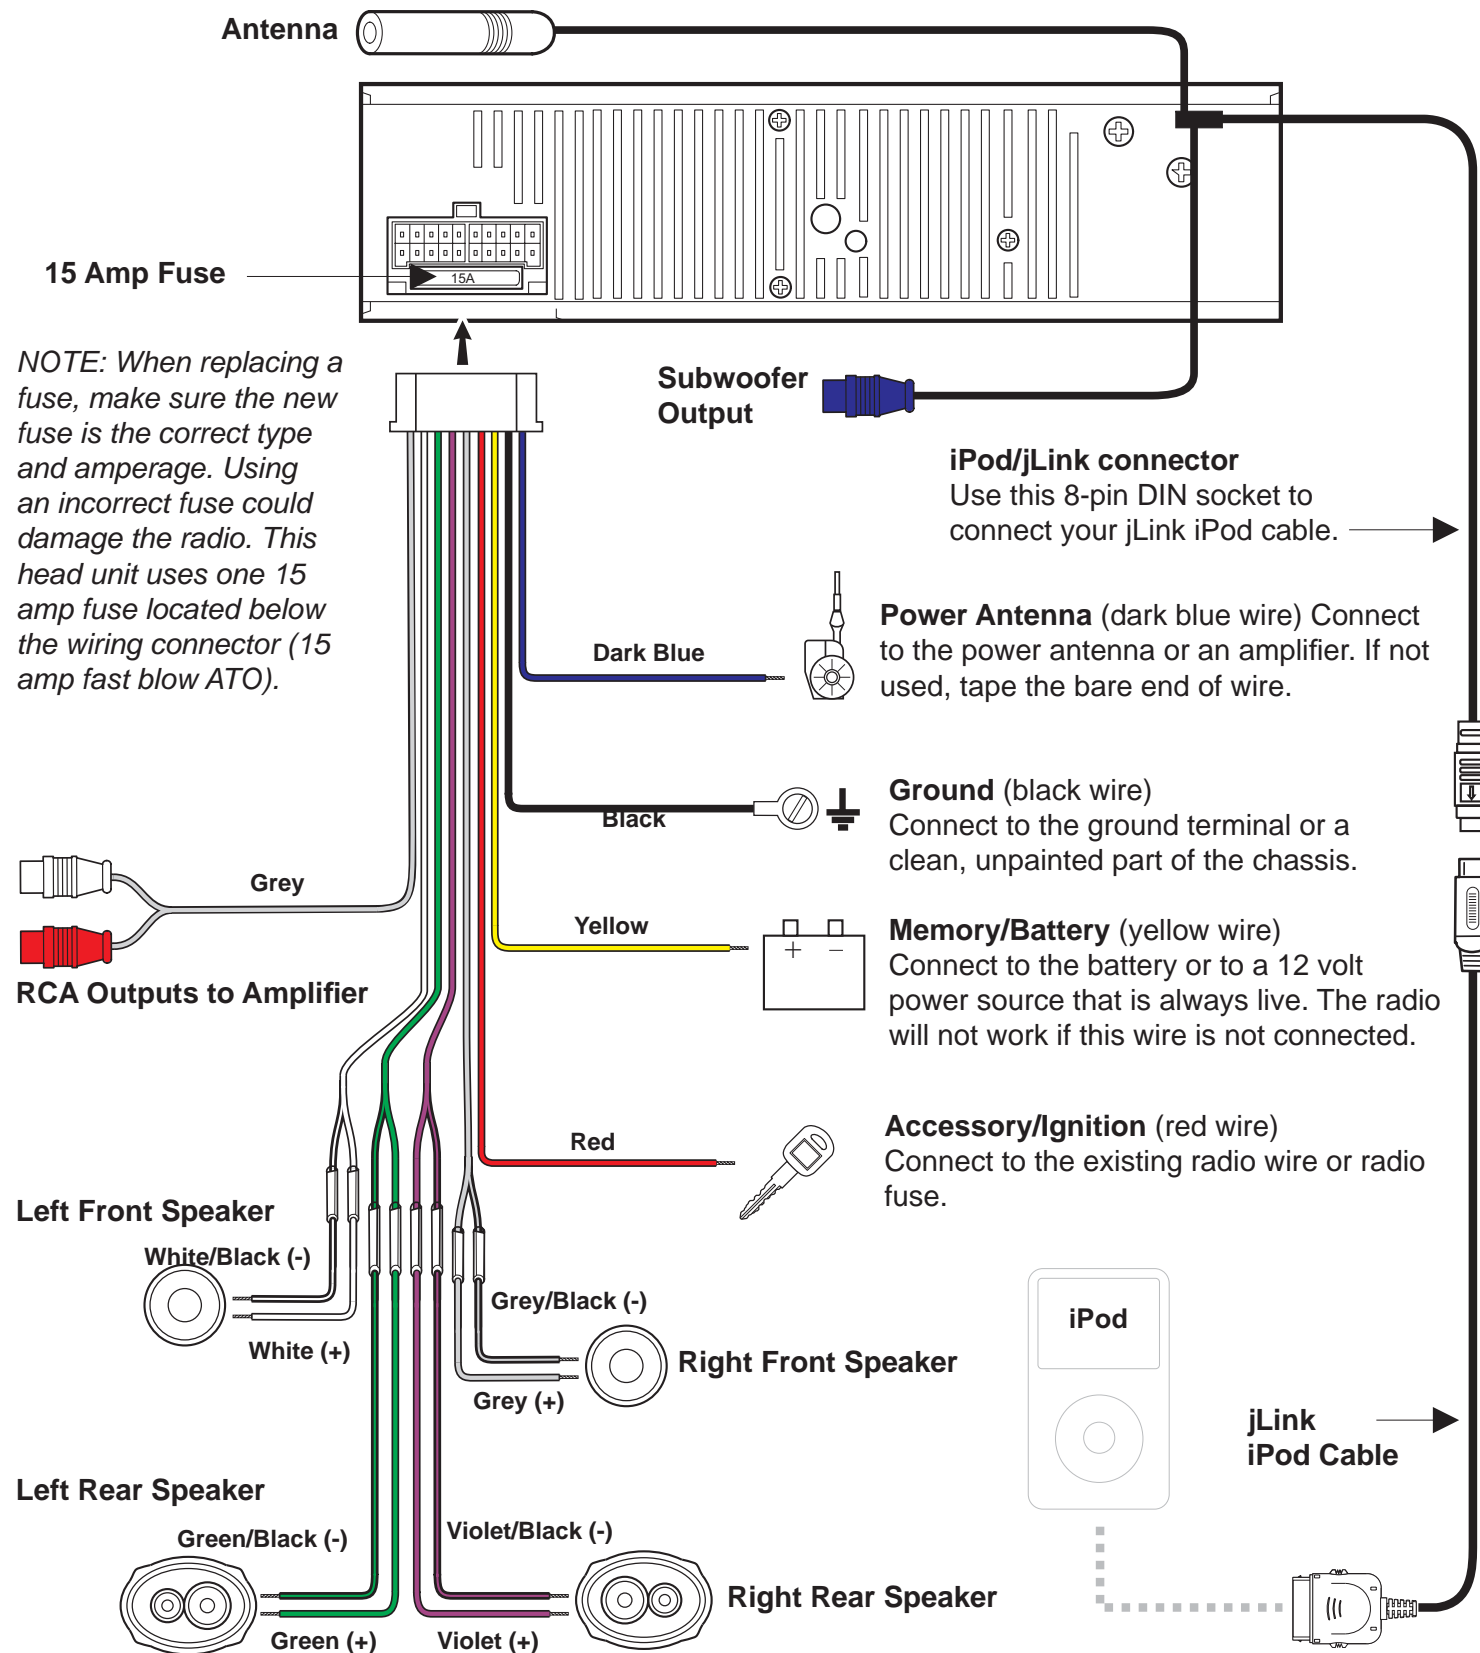 Antenna
15 Amp Fuse
15A
NOTE: When replacing a
fuse, make sure the new
fuse is the correct type
and amperage. Using
an incorrect fuse could
damage the radio. This
head unit uses one 15
amp fuse located below
the wiring connector (15
amp fast blow ATO).
Subwoofer
Output
iPod/jLink connector
Use this 8-pin DIN socket to
connect your jLink iPod cable.
Dark Blue
Power Antenna (dark blue wire) Connect
to the power antenna or an amplifier. If not
used, tape the bare end of wire.
Black
Ground (black wire)
Connect to the ground terminal or a
clean, unpainted part of the chassis.
Grey
RCA Outputs to Amplifier
Yellow
+ −
Memory/Battery (yellow wire)
Connect to the battery or to a 12 volt
power source that is always live. The radio
will not work if this wire is not connected.
Red
Accessory/Ignition (red wire)
Connect to the existing radio wire or radio
fuse.
Left Front Speaker
White/Black (-)
White (+)
Grey/Black (-)
Grey (+)
Right Front Speaker
iPod
jLink
iPod Cable
Left Rear Speaker
Green/Black (-)
Green (+)
Violet/Black (-)
Violet (+)
Right Rear Speaker